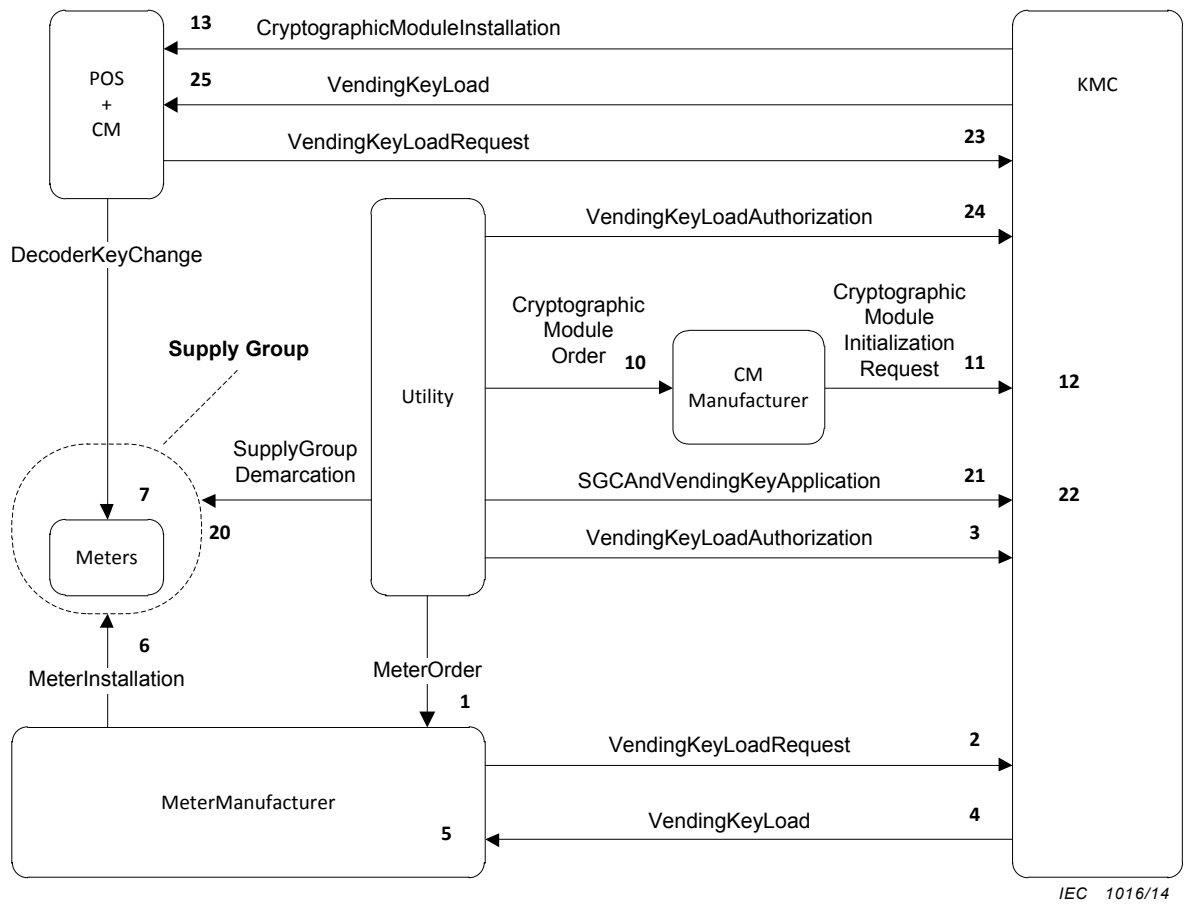 13 CryptographicModuleInstallation
POS
+
CM
25 VendingKeyLoad
KMC
VendingKeyLoadRequest 23
VendingKeyLoadAuthorization 24
DecoderKeyChange
Cryptographic
Module
Order 10
Cryptographic
Module
Initialization
Request 11
Supply Group
CM
Manufacturer
12
Utility
SupplyGroup
Demarcation
SGCAndVendingKeyApplication 21
22
7
20
Meters
VendingKeyLoadAuthorization 3
6
MeterInstallation
MeterOrder
1
VendingKeyLoadRequest 2
MeterManufacturer
5
VendingKeyLoad 4
IEC 1016/14